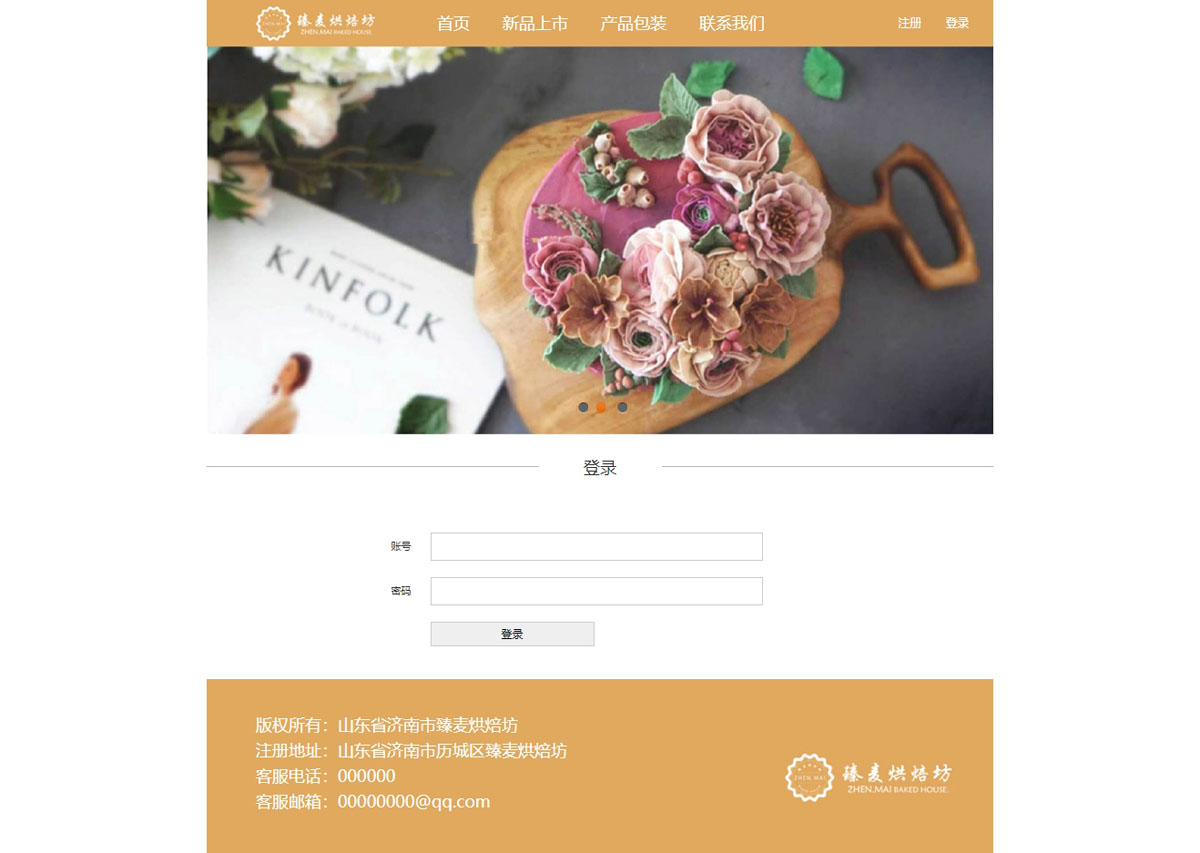 臻麦烘焙坊
ZHEN.MAI BAKED HOUSE.
首页 新品上市 产品包装 联系我们 注册 登录
KINFOLK
登录
账号
密码
登录
版权所有：山东省济南市臻麦烘焙坊
注册地址：山东省济南市历城区臻麦烘焙坊
客服电话：000000
客服邮箱：00000000@qq.com
ZHEN MAI
臻麦烘焙坊
ZHEN.MAI BAKED HOUSE.